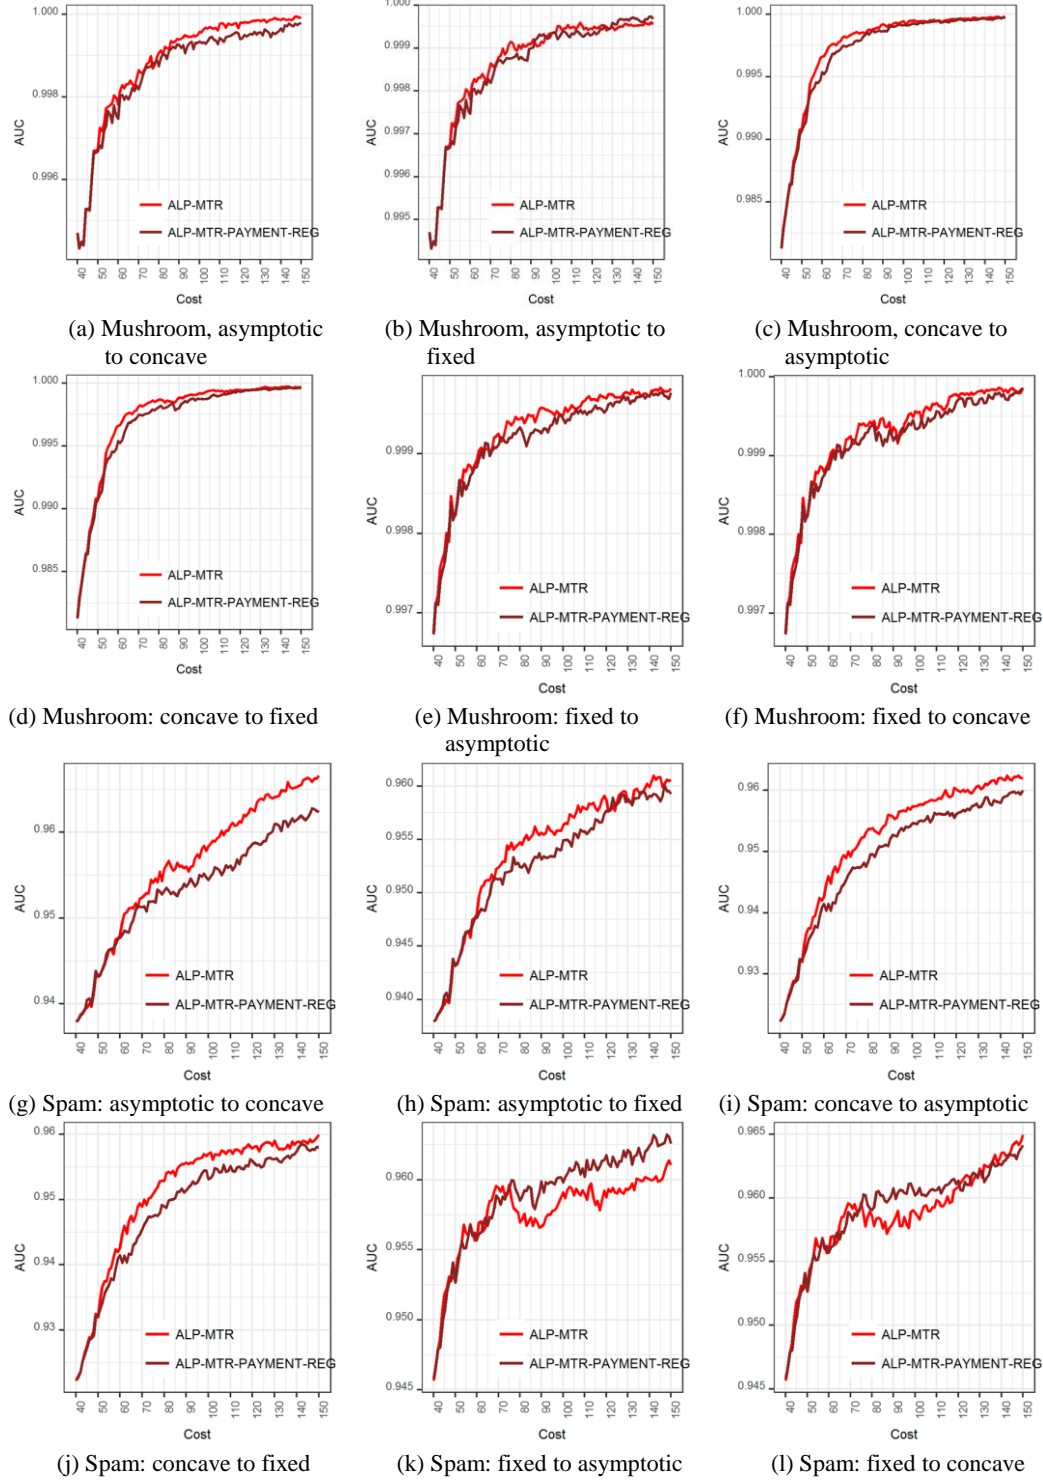 1.000
0.998
0.996
AUC
ALP-MTR
ALP-MTR-PAYMENT-REG
40 50 60 70 80 90 100 110 120 130 140 150
Cost
(a) Mushroom, asymptotic
to concave
1.000
0.999
0.998
0.997
0.996
0.995
AUC
ALP-MTR
ALP-MTR-PAYMENT-REG
40 50 60 70 80 90 100 110 120 130 140 150
Cost
(b) Mushroom, asymptotic to
fixed
1.000
0.995
0.990
0.985
AUC
ALP-MTR
ALP-MTR-PAYMENT-REG
40 50 60 70 80 90 100 110 120 130 140 150
Cost
(c) Mushroom, concave to
asymptotic
1.000
0.995
0.990
0.985
AUC
ALP-MTR
ALP-MTR-PAYMENT-REG
40 50 60 70 80 90 100 110 120 130 140 150
Cost
(d) Mushroom: concave to fixed
0.999
0.998
0.997
AUC
ALP-MTR
ALP-MTR-PAYMENT-REG
40 50 60 70 80 90 100 110 120 130 140 150
Cost
(e) Mushroom: fixed to
asymptotic
1.000
0.999
0.998
0.997
AUC
ALP-MTR
ALP-MTR-PAYMENT-REG
40 50 60 70 80 90 100 110 120 130 140 150
Cost
(f) Mushroom: fixed to concave
0.96
0.95
0.94
AUC
ALP-MTR
ALP-MTR-PAYMENT-REG
40 50 60 70 80 90 100 110 120 130 140 150
Cost
(g) Spam: asymptotic to concave
0.960
0.955
0.950
0.945
0.940
AUC
ALP-MTR
ALP-MTR-PAYMENT-REG
40 50 60 70 80 90 100 110 120 130 140 150
Cost
(h) Spam: asymptotic to fixed
0.96
0.95
0.94
0.93
AUC
ALP-MTR
ALP-MTR-PAYMENT-REG
40 50 60 70 80 90 100 110 120 130 140 150
Cost
(i) Spam: concave to asymptotic
0.96
0.95
0.94
0.93
AUC
ALP-MTR
ALP-MTR-PAYMENT-REG
40 50 60 70 80 90 100 110 120 130 140 150
Cost
(j) Spam: concave to fixed
0.960
0.955
0.950
0.945
AUC
ALP-MTR
ALP-MTR-PAYMENT-REG
40 50 60 70 80 90 100 110 120 130 140 150
Cost
(k) Spam: fixed to asymptotic
0.965
0.960
0.955
0.950
0.945
AUC
ALP-MTR
ALP-MTR-PAYMENT-REG
40 50 60 70 80 90 100 110 120 130 140 150
Cost
(l) Spam: fixed to concave